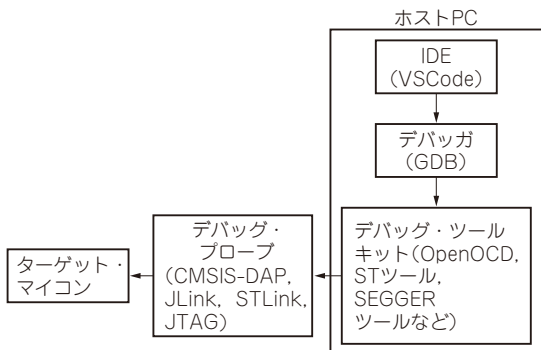 ホストPC
IDE
(VSCode)
デバッガ
(GDB)
デバッグ・ツール
キット(OpenOCD,
STツール,
SEGGER
ツールなど)
デバッグ・
プローブ
(CMSIS-DAP,
JLink, STLink,
JTAG)
ターゲット・
マイコン